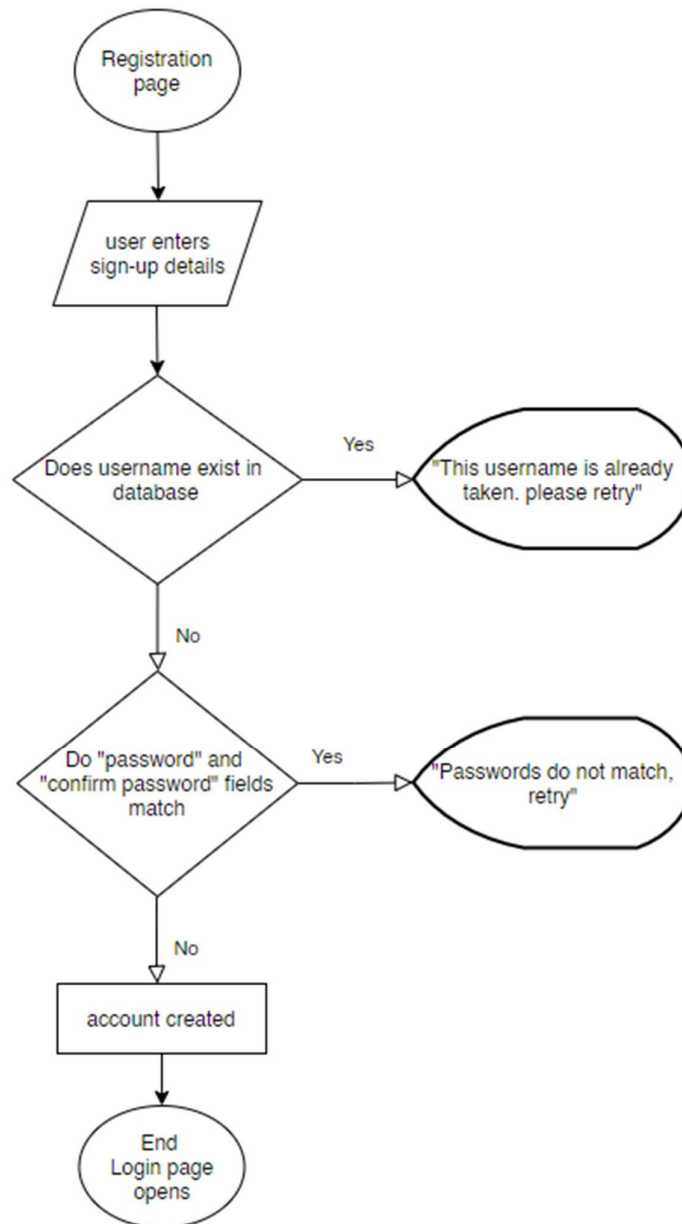 Registration
page
user enters
sign-up details
Does username exist in
database
Yes
"This username is already
taken. please retry"
No
Do "password" and
"confirm password" fields
match
Yes
"Passwords do not match,
retry"
No
account created
End
Login page
opens